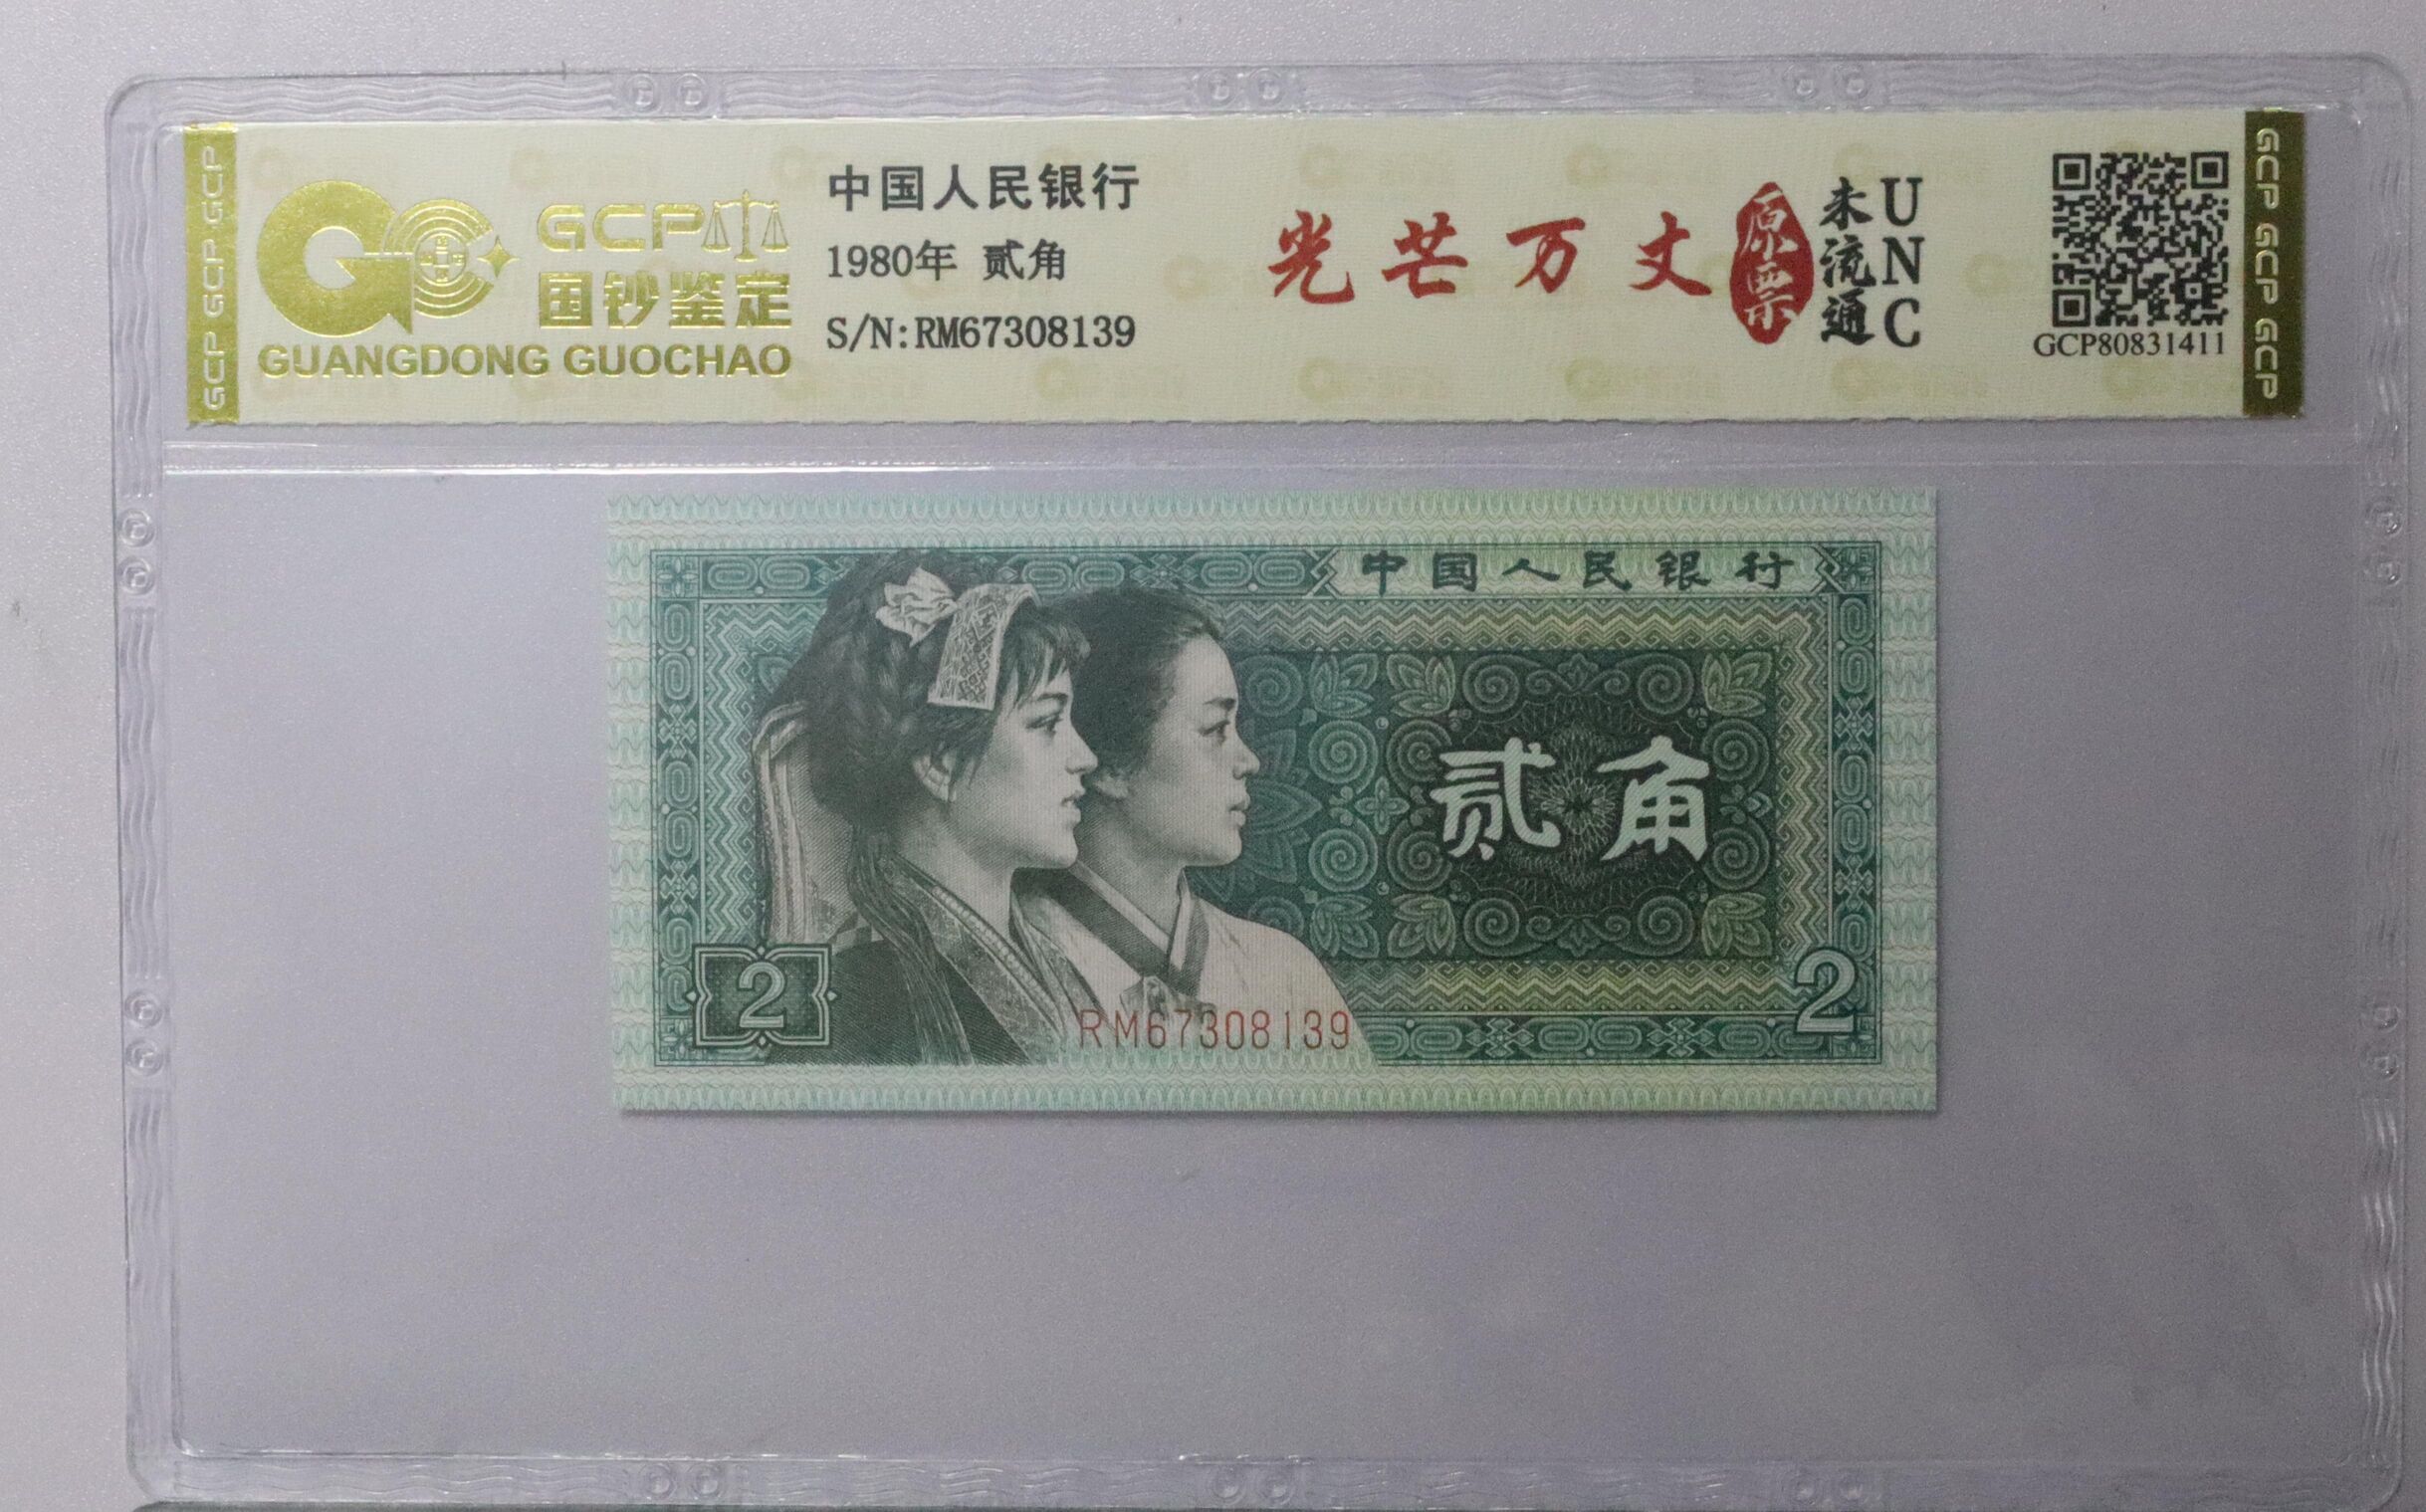 GCP GCP GCP
GCP
国钞鉴定
GUANGDONG GUOCHAO
中国人民银行
1980年 贰角
S/N:RM67308139
光芒万丈
原票
未流通
UNC
GCP80831411
GCP GCP GCP
中国人民银行
贰角
2
RM67308139
2